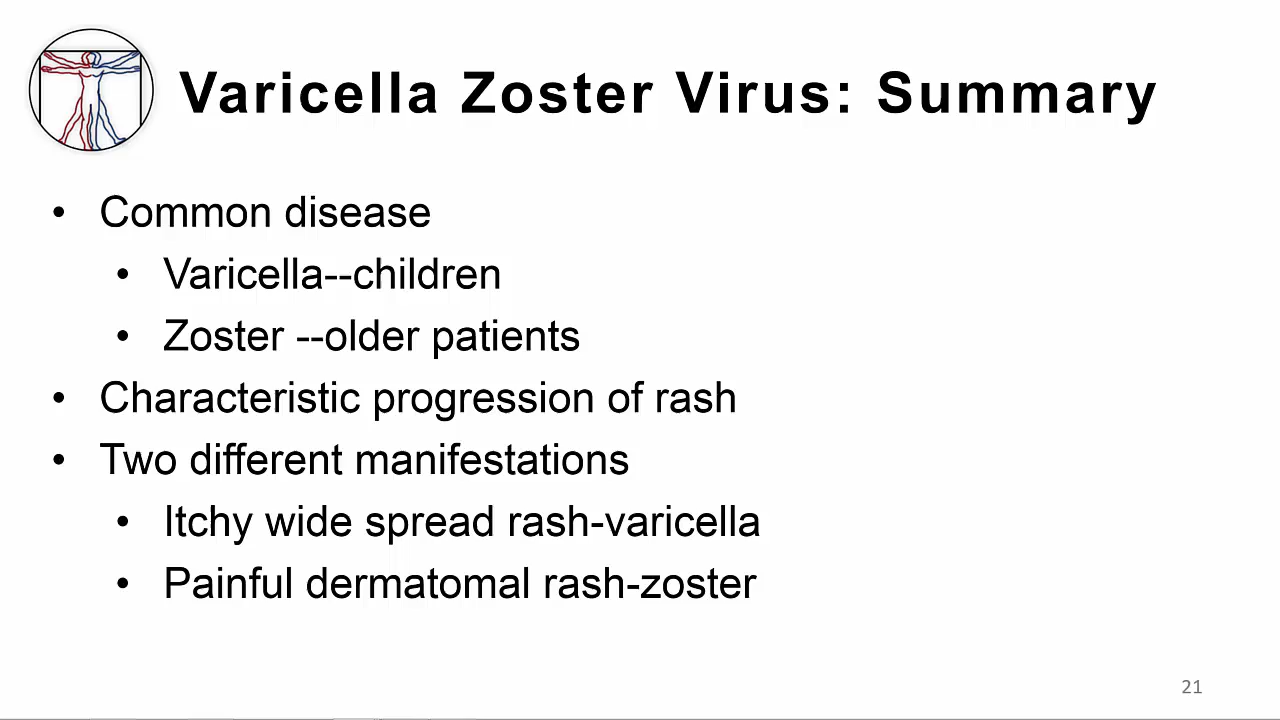 Varicella Zoster Virus: Summary
• Common disease
• Varicella--children
• Zoster --older patients
• Characteristic progression of rash
• Two different manifestations
• Itchy wide spread rash-varicella
• Painful dermatomal rash-zoster
21